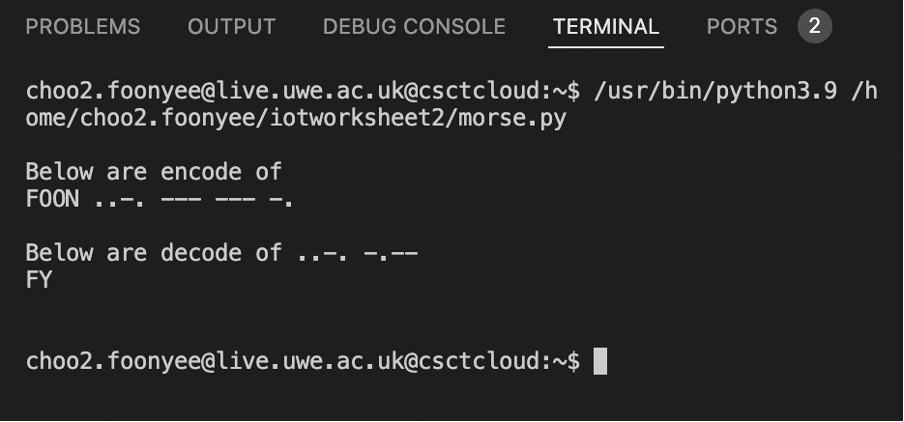 PROBLEMS OUTPUT DEBUG CONSOLE TERMINAL PORTS 2
choo2.foonyee@live.uwe.ac.uk@csctcloud:~$ /usr/bin/python3.9 /h
ome/choo2.foonyee/iotworksheet2/morse.py
Below are encode of
FOON ..-. --- --- -.
Below are decode of ..-. -.--
FY
choo2.foonyee@live.uwe.ac.uk@csctcloud:~$